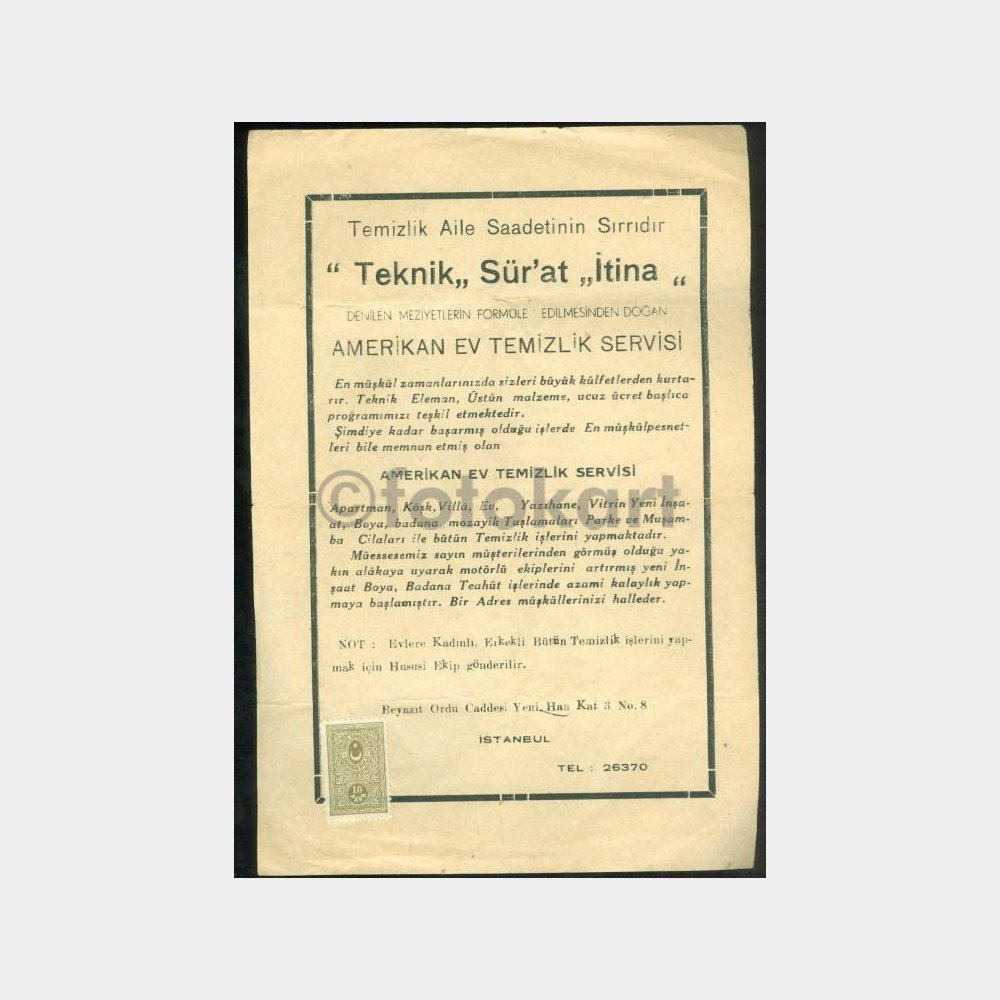 Temizlik Aile Saadetinin Sırrıdır
“ Teknik„ Sür'at „İtina “
DENİLEN MEZİYETLERİN FORMÜLE EDİLMESİNDEN DOĞAN
AMERİKAN EV TEMİZLİK SERVİSİ
En müşkül zamanlarınızda sizleri büyük külfetlerden kurta-
rır. Teknik Eleman, Üstün malzeme, ucuz ücret başlıca
proğramımızı teşkil etmektedir.
Şimdiye kadar başarmış olduğu işlerde En müşkülpesnet-
leri bile memnun etmiş olan
AMERİKAN EV TEMİZLİK SERVİSİ
©fotokart
Apartman, Köşk, Villâ, Ev, Yazıhane, Vitrin Yeni İnşa-
at, Boya, badana mozayik Taşlamaları Parke ve Muşam-
ba Cilaları ile bütün Temizlik işlerini yapmaktadır.
Müessesemiz sayın müşterilerinden görmüş olduğu ya-
kın alâkaya uyarak motörlü ekiplerini artırmış yeni İn-
şaat Boya, Badana Teahüt işlerinde azami kalaylık yap-
maya başlamıştır. Bir Adres müşküllerinizi halleder.
NOT : Evlere Kadınlı, Erkekli Bütün Temizlik işlerini yap-
mak için Hususi Ekip gönderilir.
Beyazıt Ordu Caddesi Yeni Han Kat 3 No. 8
İSTANBUL
TEL : 26370
10